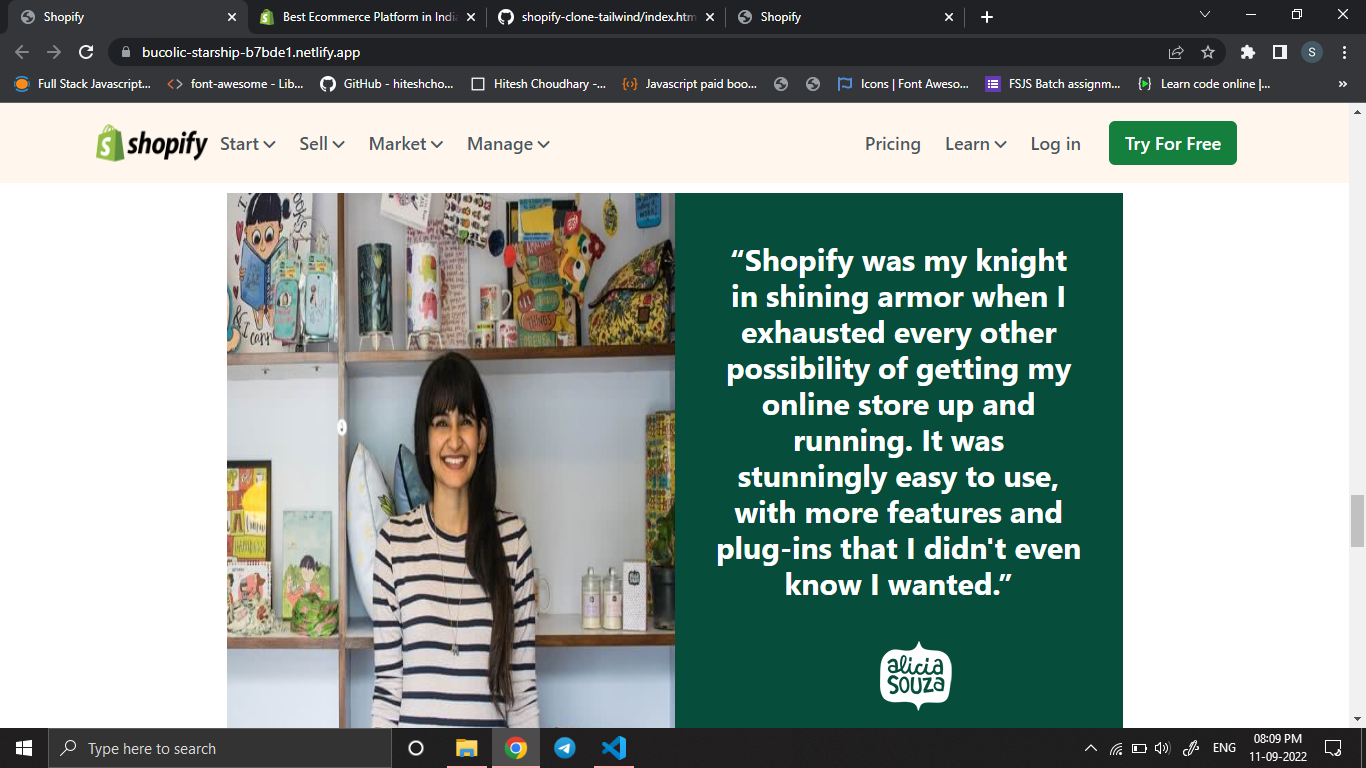 Shopify
Best Ecommerce Platform in India
shopify-clone-tailwind/index.htm
Shopify
bucolic-starship-b7bde1.netlify.app
S
Full Stack Javascript...
font-awesome - Lib...
GitHub - hiteshcho...
Hitesh Choudhary -...
Javascript paid boo...
Icons | Font Aweso...
FSJS Batch assignm...
Learn code online |...
»
shopify
Start
Sell
Market
Manage
Pricing
Learn
Log in
Try For Free
“Shopify was my knight
in shining armor when I
exhausted every other
possibility of getting my
online store up and
running. It was
stunningly easy to use,
with more features and
plug-ins that I didn't even
know I wanted.”
alicia
SOUZA
Type here to search
ENG
08:09 PM
11-09-2022